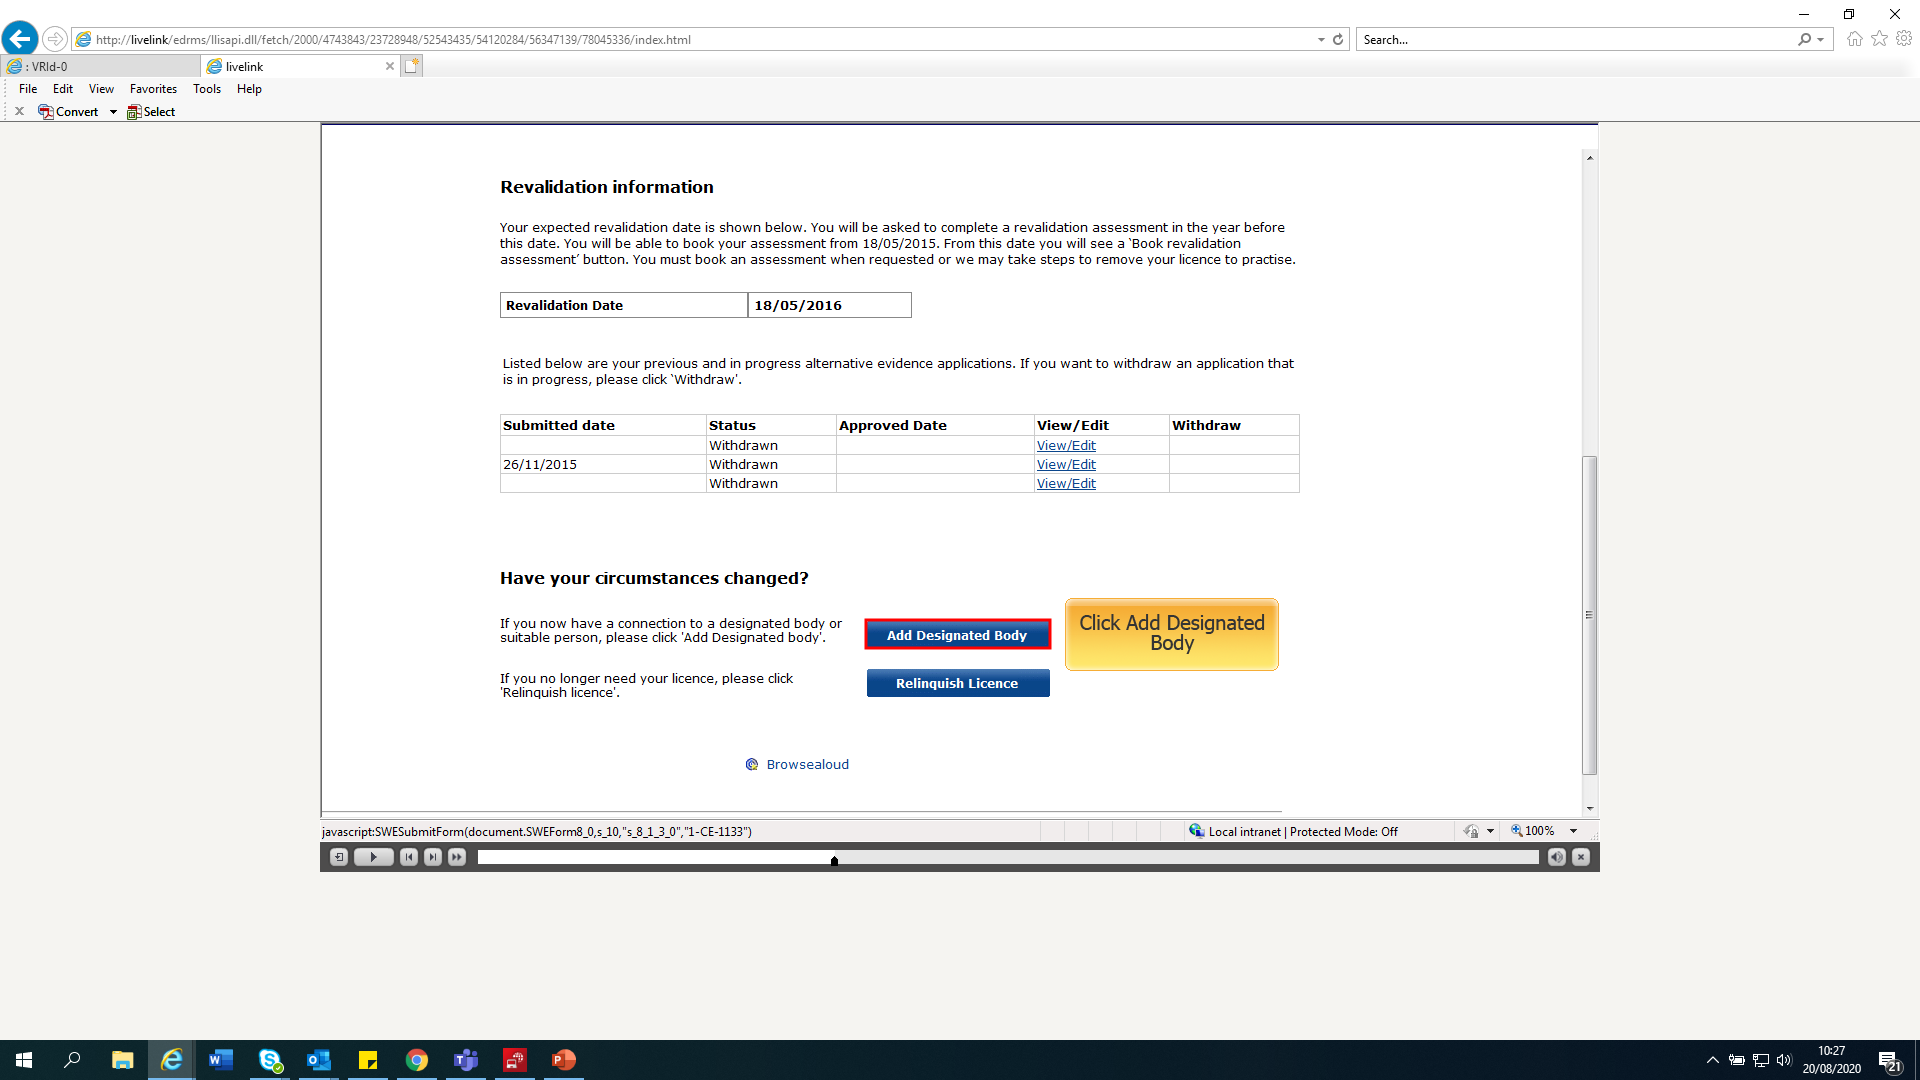 http://livelink/edrms/llisapi.dll/fetch/2000/4743843/23728948/52543435/54120284/56347139/78045336/index.html
Search...
: VRId-0
livelink
File Edit View Favorites Tools Help
Convert Select
Revalidation information
Your expected revalidation date is shown below. You will be asked to complete a revalidation assessment in the year before
this date. You will be able to book your assessment from 18/05/2015. From this date you will see a `Book revalidation
assessment’ button. You must book an assessment when requested or we may take steps to remove your licence to practise.
Revalidation Date 18/05/2016
Listed below are your previous and in progress alternative evidence applications. If you want to withdraw an application that
is in progress, please click `Withdraw'.
Submitted date Status Approved Date View/Edit Withdraw
Withdrawn View/Edit
26/11/2015 Withdrawn View/Edit
Withdrawn View/Edit
Have your circumstances changed?
If you now have a connection to a designated body or
suitable person, please click 'Add Designated body'.
Add Designated Body
Click Add Designated
Body
If you no longer need your licence, please click
'Relinquish licence'.
Relinquish Licence
Browsealoud
javascript:SWESubmitForm(document.SWEForm8_0,s_10,"s_8_1_3_0","1-CE-1133")
Local intranet | Protected Mode: Off
100%
10:27
20/08/2020
21